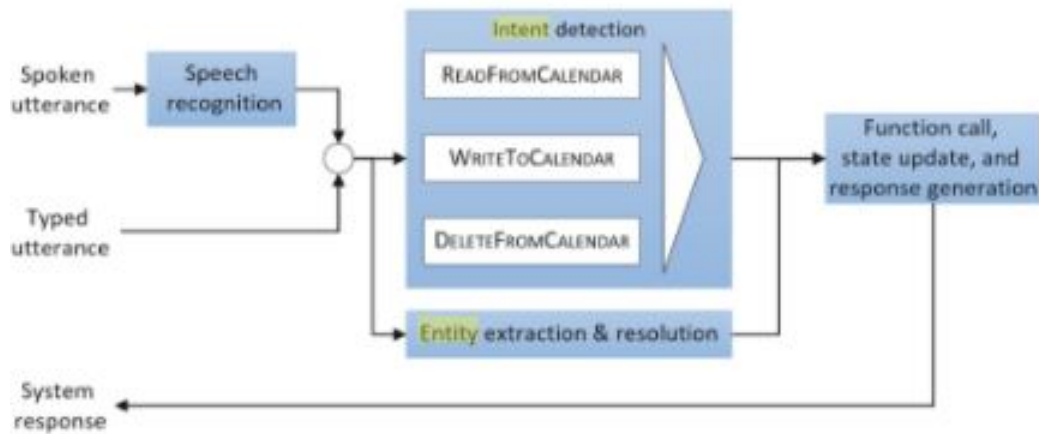 Intent detection
Spoken
utterance
Speech
recognition
READFROMCALENDAR
WRITETOCALENDAR
DELETEFROMCALENDAR
Function call,
state update, and
response generation
Typed
utterance
Entity extraction & resolution
System
response